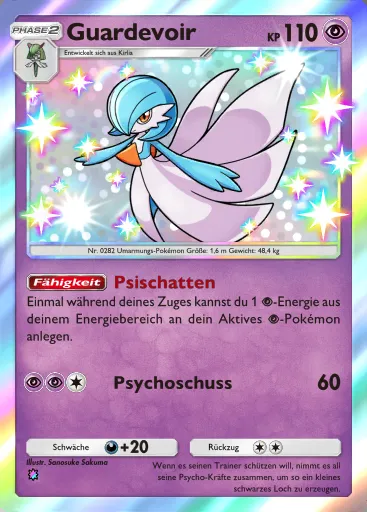 PHASE 2 Guardevoir KP 110
Entwickelt sich aus Kirlia
Nr. 0282 Umarmungs-Pokémon Größe: 1,6 m Gewicht: 48,4 kg
Fähigkeit Psischatten
Einmal während deines Zuges kannst du 1 -Energie aus
deinem Energiebereich an dein Aktives -Pokémon
anlegen.
Psychoschuss 60
Schwäche +20 Rückzug
Illustr. Sanosuke Sakuma
Wenn es seinen Trainer schützen will, nimmt es all
seine Psycho-Kräfte zusammen, um so ein kleines
schwarzes Loch zu erzeugen.